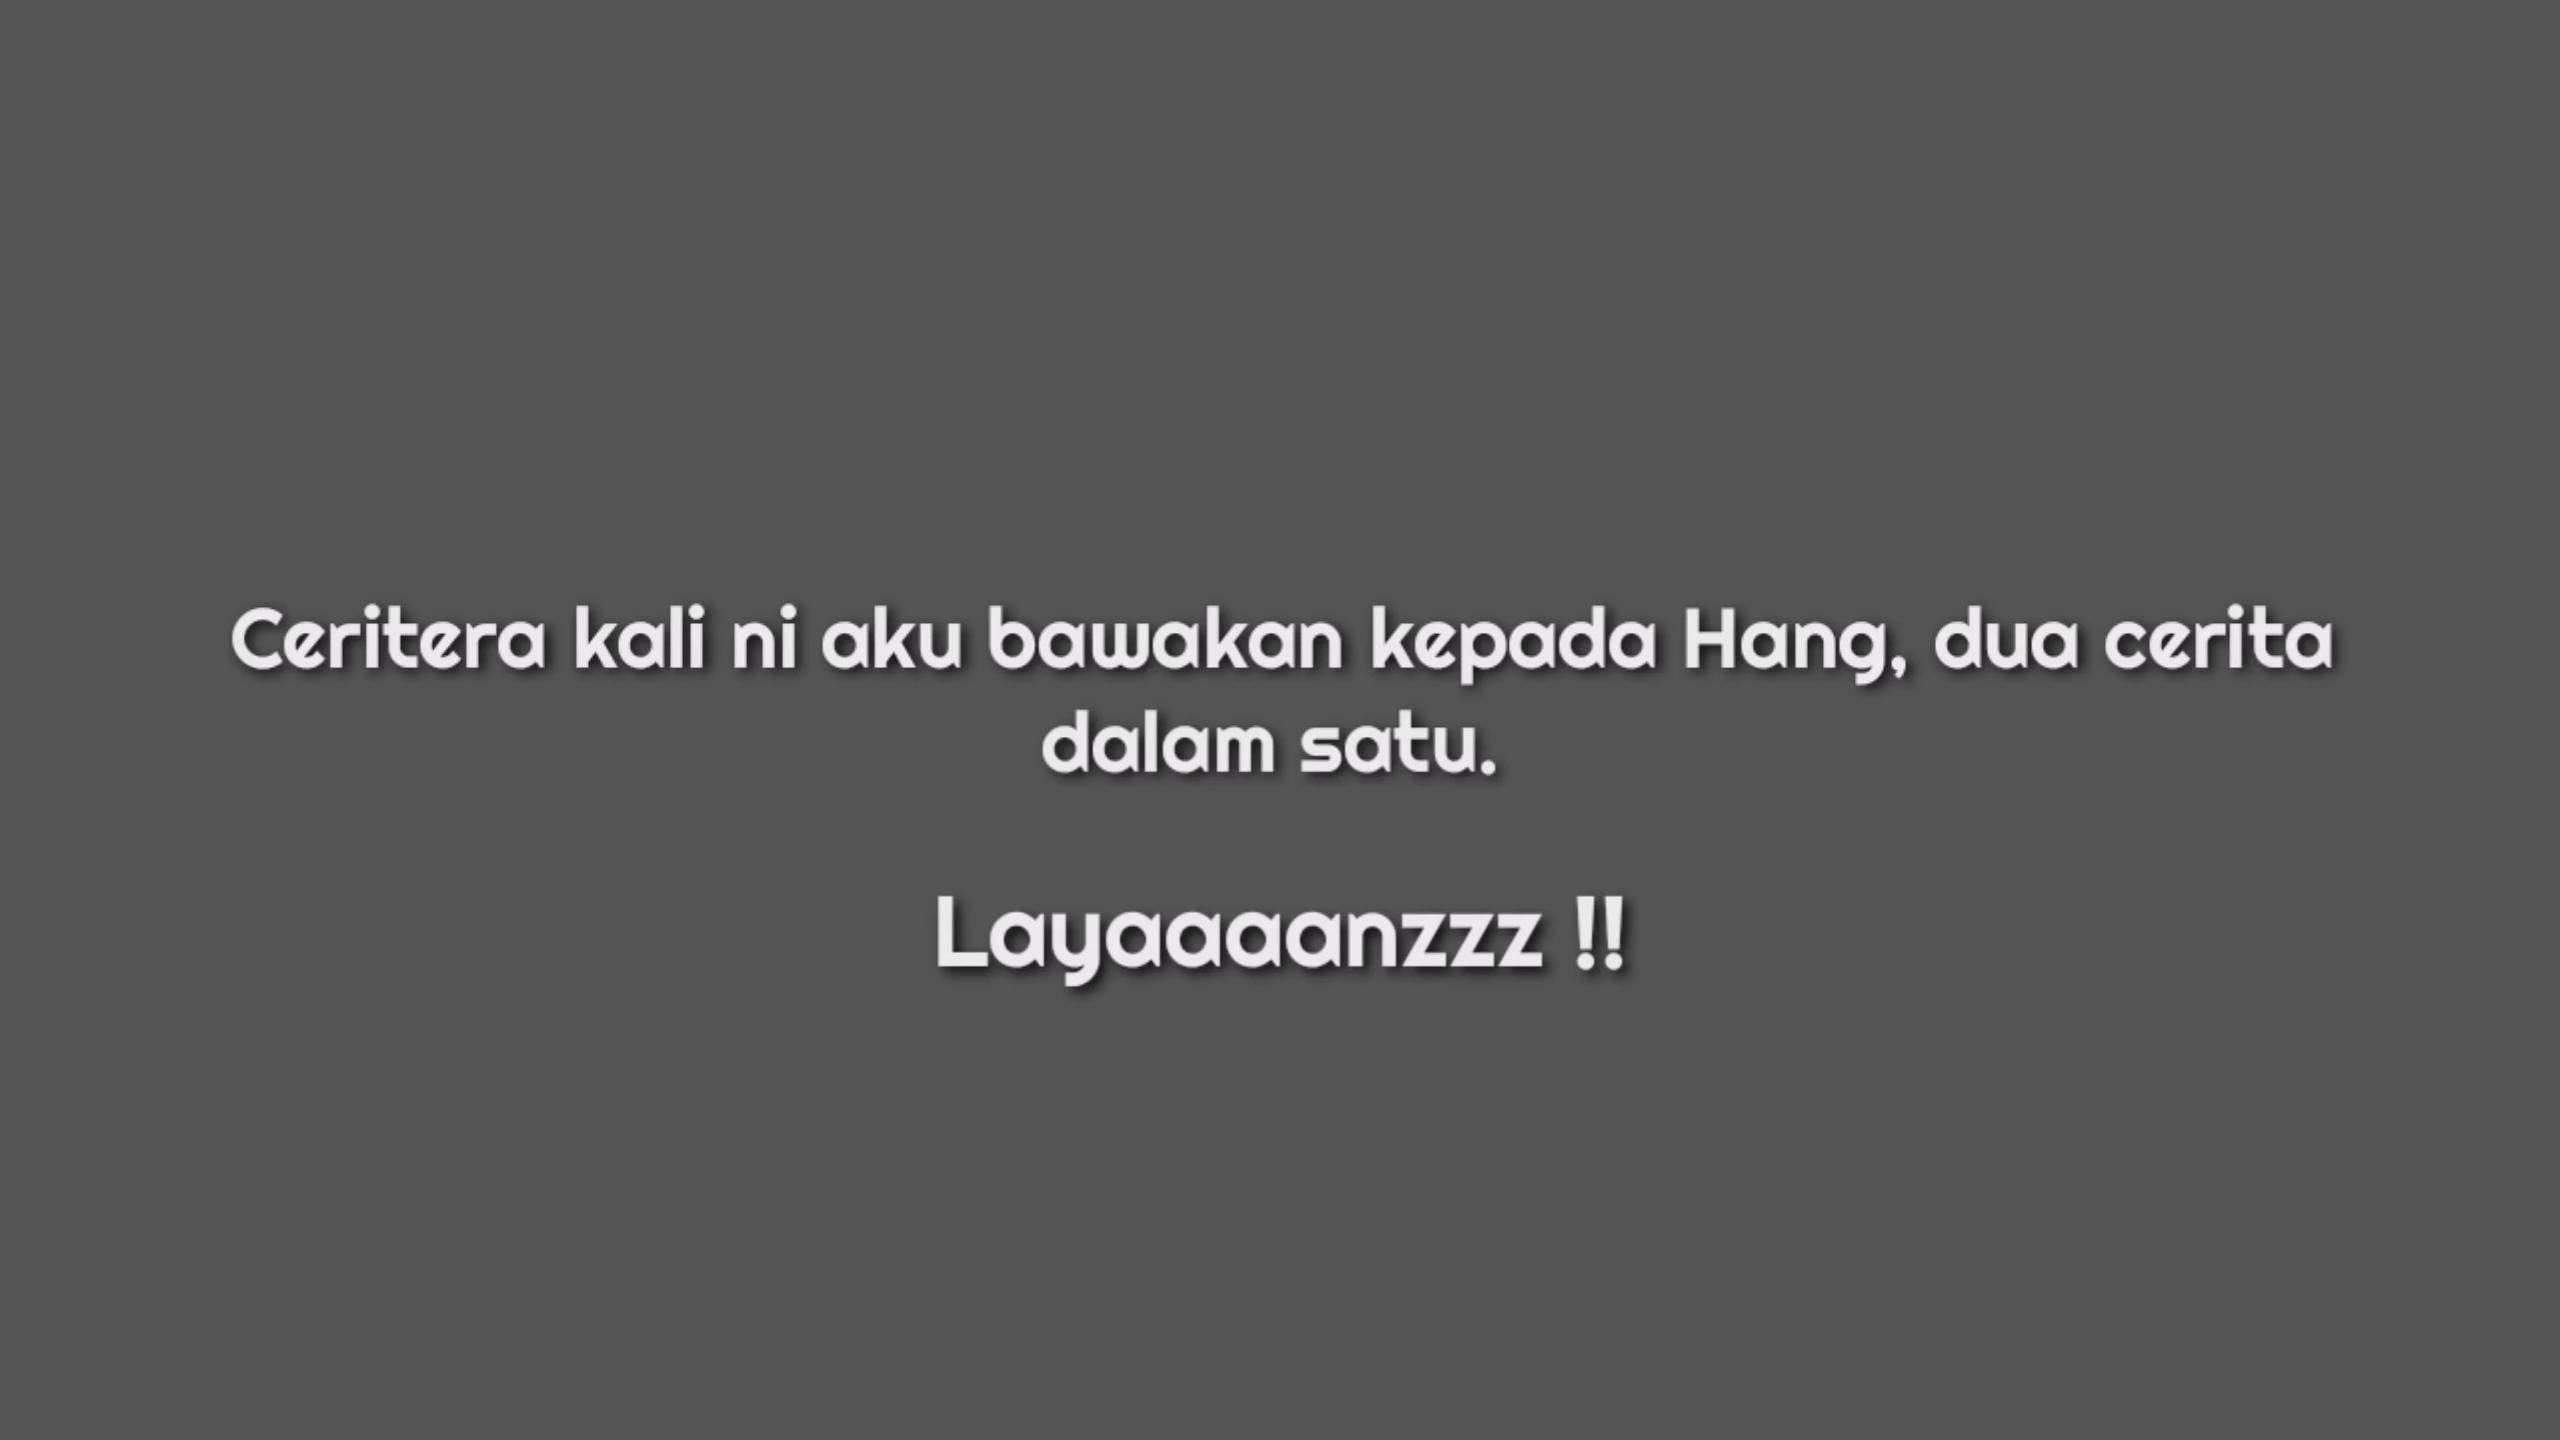 Ceritera kali ni aku bawakan kepada Hang, dua cerita
dalam satu.
Layaaaanzzz !!